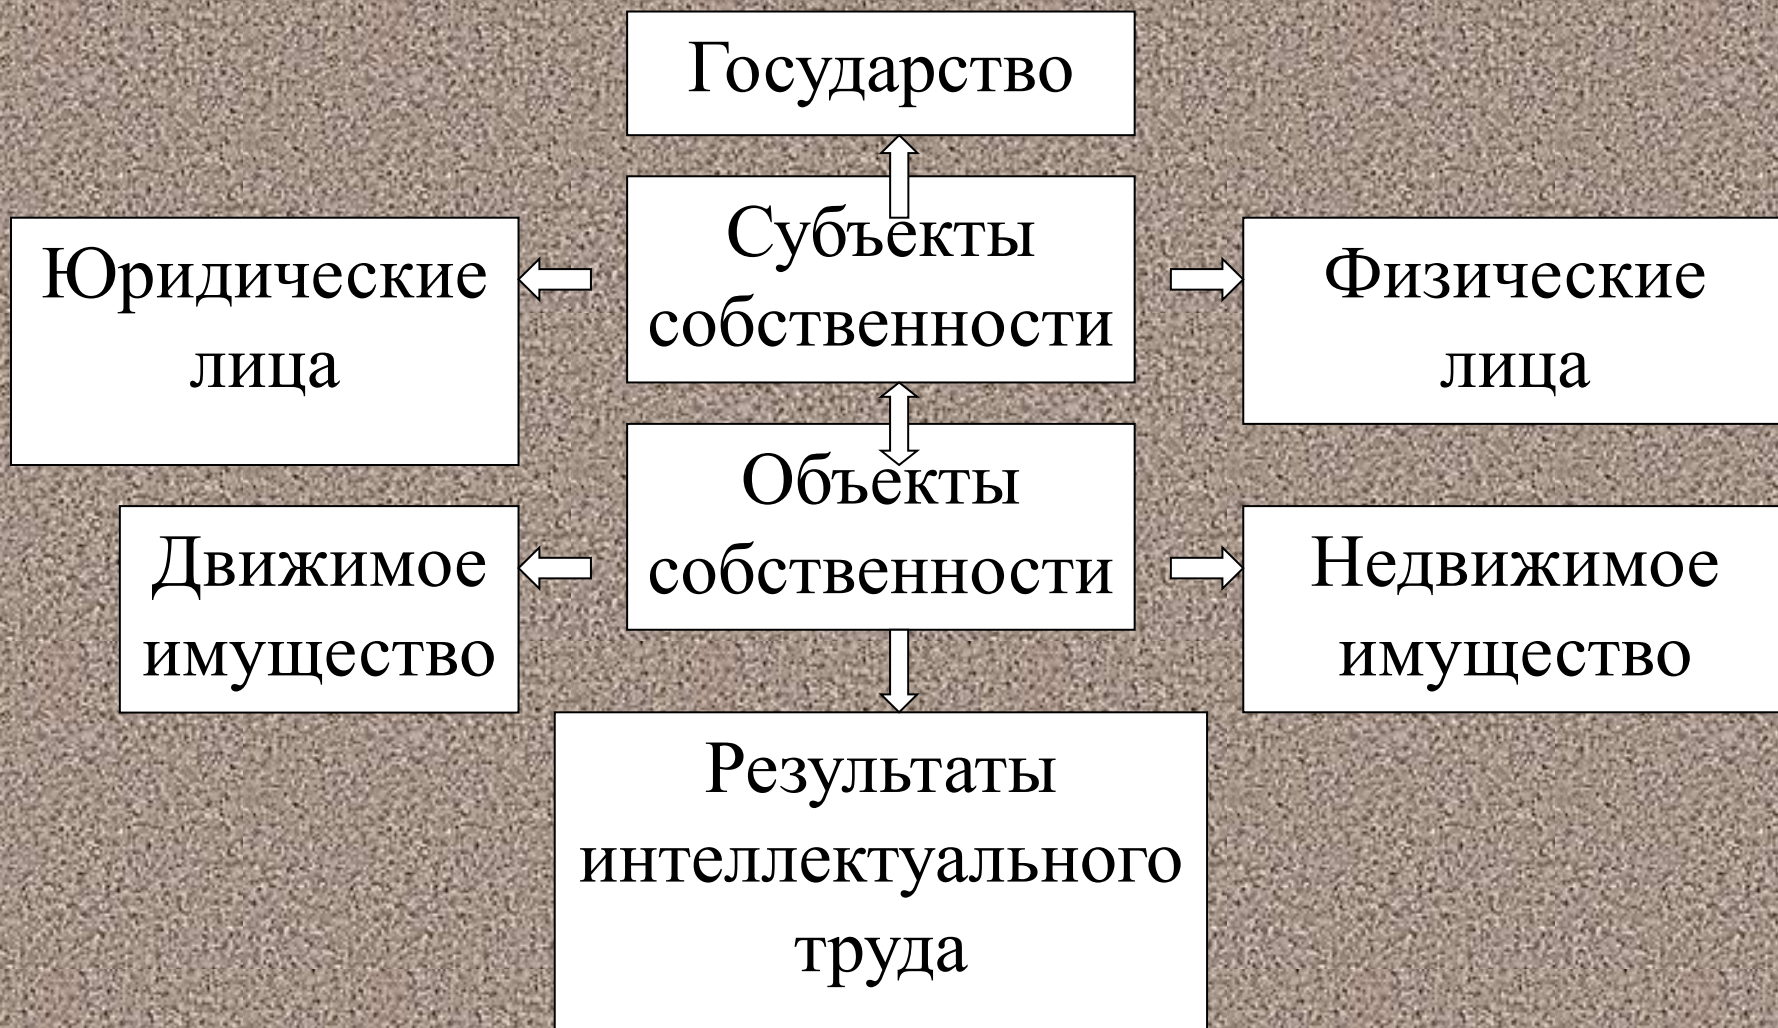 Государство
Субъекты
собственности
Юридические
лица
Физические
лица
Объекты
собственности
Движимое
имущество
Недвижимое
имущество
Результаты
интеллектуального
труда